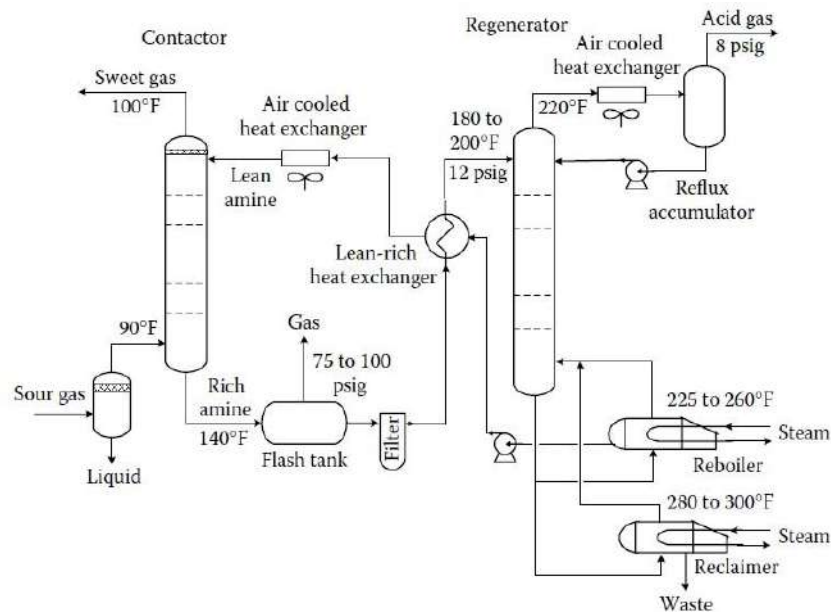 Contactor
Regenerator
Acid gas
8 psig
Air cooled
heat exchanger
220°F
Sweet gas
100°F
Air cooled
heat exchanger
180 to
200°F
12 psig
Lean
amine
Reflux
accumulator
Lean-rich
heat exchanger
90°F
Gas
75 to 100
psig
Sour gas
Rich
amine
140°F
Flash tank
Filter
Liquid
225 to 260°F
Steam
Reboiler
280 to 300°F
Steam
Reclaimer
Waste